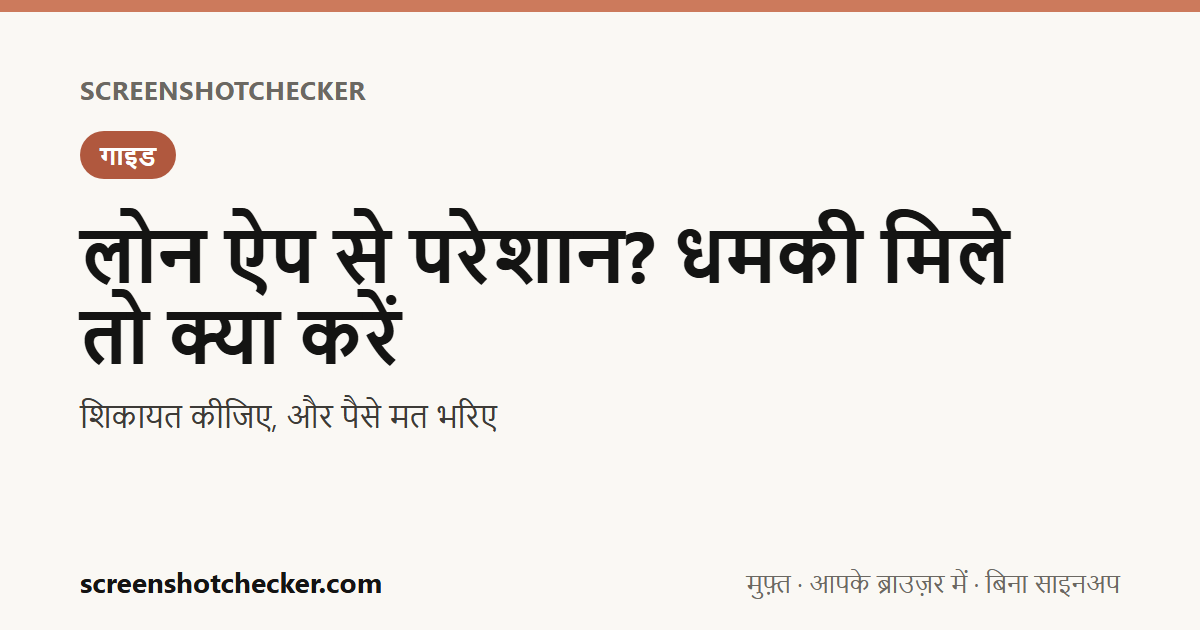 SCREENSHOTCHECKER
गाइड
लोन ऐप से परेशान? धमकी मिले
तो क्या करें
शिकायत कीजिए, और पैसे मत भरिए
screenshotchecker.com
मुफ़्त · आपके ब्राउज़र में · बिना साइनअप